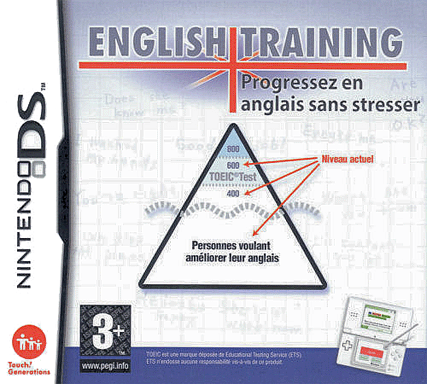 ENGLISH TRAINING
Progressez en
anglais sans stresser
NINTENDO DS™
800
600
TOEIC® Test
400
Niveau actuel
Personnes voulant
améliorer leur anglais
3+
™
www.pegi.info
Touch!
Generations
TOEIC est une marque déposée de Educational Testing Service (ETS).
ETS n'endosse aucune responsabilité vis-à-vis de ce produit.